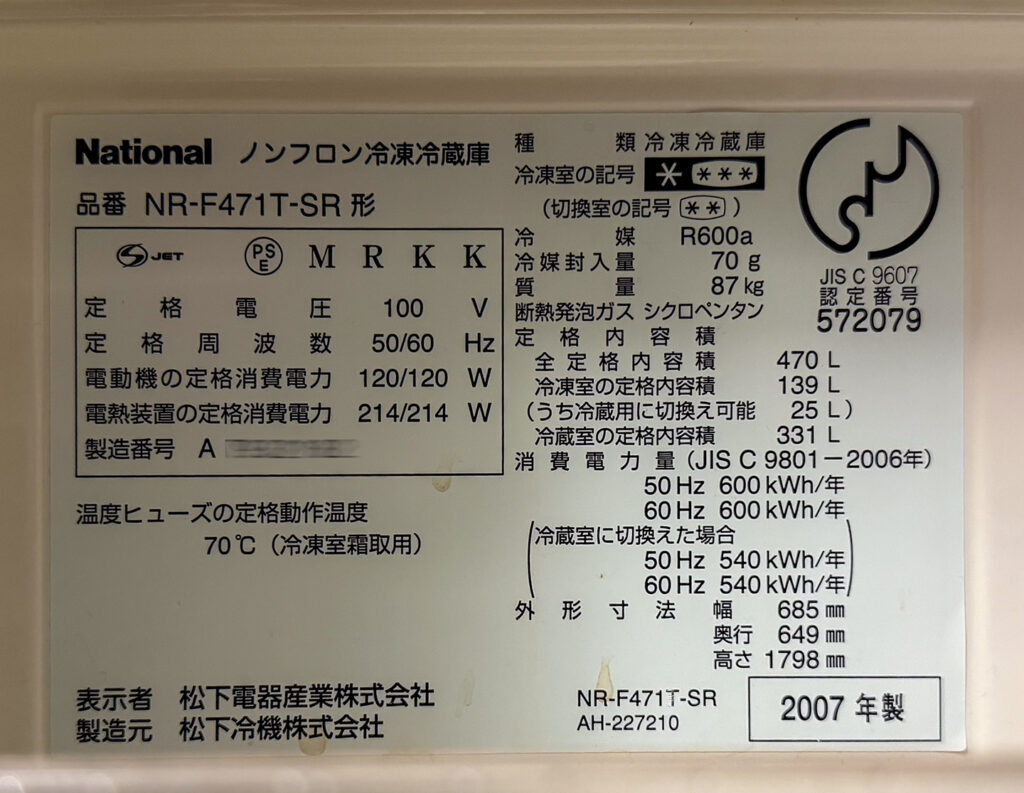 National ノンフロン冷凍冷蔵庫
品番 NR-F471T-SR 形
JET PSE M R K K
定格電圧 100 V
定格周波数 50/60 Hz
電動機の定格消費電力 120/120 W
電熱装置の定格消費電力 214/214 W
製造番号 A
温度ヒューズの定格動作温度
70℃(冷凍室霜取用)
表示者 松下電器産業株式会社
製造元 松下冷機株式会社
種類 冷凍冷蔵庫
冷凍室の記号 * ***
(切換室の記号 ** )
冷媒 R600a
冷媒封入量 70 g
質量 87 kg
断熱発泡ガス シクロペンタン
定格内容積
全定格内容積 470 L
冷凍室の定格内容積 139 L
(うち冷蔵用に切換え可能 25 L)
冷蔵室の定格内容積 331 L
消費電力量(JIS C 9801-2006年)
50 Hz 600 kWh/年
60 Hz 600 kWh/年
(冷蔵室に切換えた場合
50 Hz 540 kWh/年
60 Hz 540 kWh/年)
外形寸法 幅 685 mm
奥行 649 mm
高さ 1798 mm
JIS C 9607
認定番号
572079
NR-F471T-SR
AH-227210
2007 年製